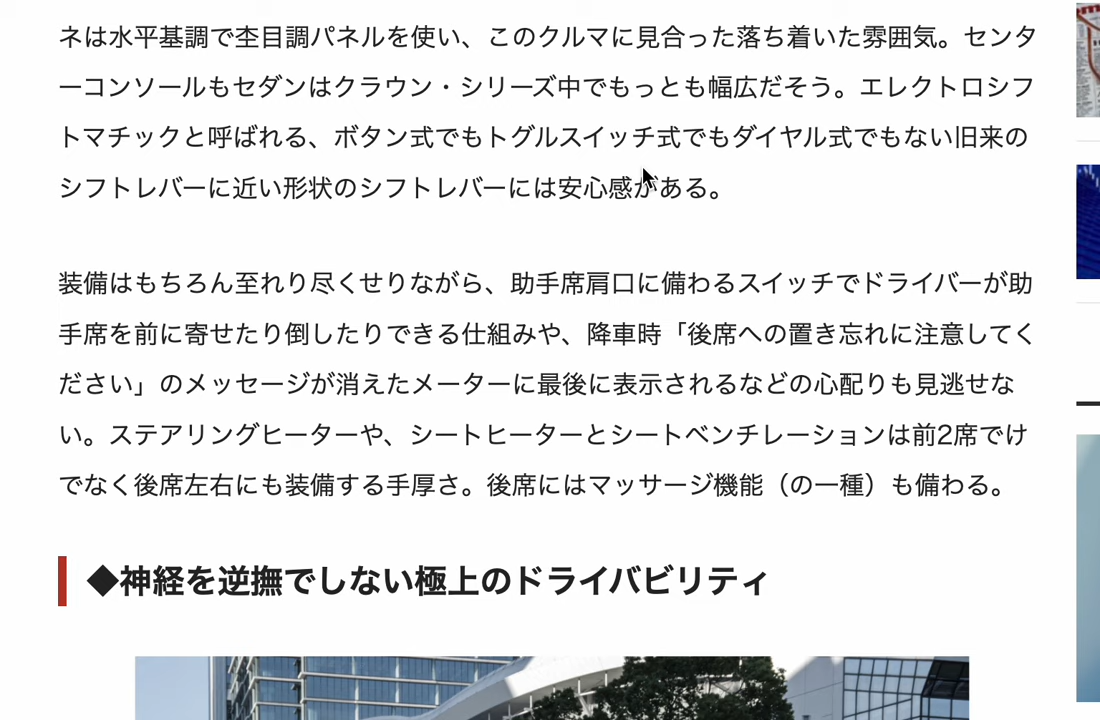 ネは水平基調で杢目調パネルを使い、このクルマに見合った落ち着いた雰囲気。センタ
ーコンソールもセダンはクラウン・シリーズ中でもっとも幅広だそう。エレクトロシフ
トマチックと呼ばれる、ボタン式でもトグルスイッチ式でもダイヤル式でもない旧来の
シフトレバーに近い形状のシフトレバーには安心感がある。
装備はもちろん至れり尽くせりながら、助手席肩口に備わるスイッチでドライバーが助
手席を前に寄せたり倒したりできる仕組みや、降車時「後席への置き忘れに注意してく
ださい」のメッセージが消えたメーターに最後に表示されるなどの心配りも見逃せな
い。ステアリングヒーターや、シートヒーターとシートベンチレーションは前2席でけ
でなく後席左右にも装備する手厚さ。後席にはマッサージ機能（の一種）も備わる。
◆神経を逆撫でしない極上のドライバビリティ